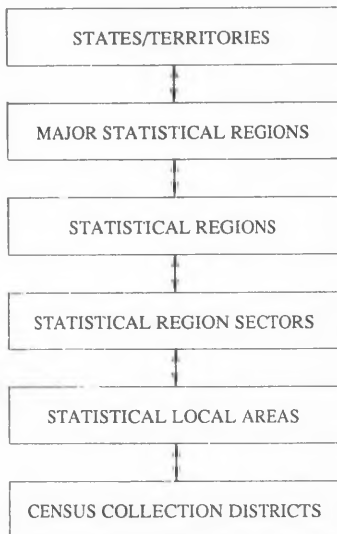 STATES/TERRITORIES
MAJOR STATISTICAL REGIONS
STATISTICAL REGIONS
STATISTICAL REGION SECTORS
STATISTICAL LOCAL AREAS
CENSUS COLLECTION DISTRICTS